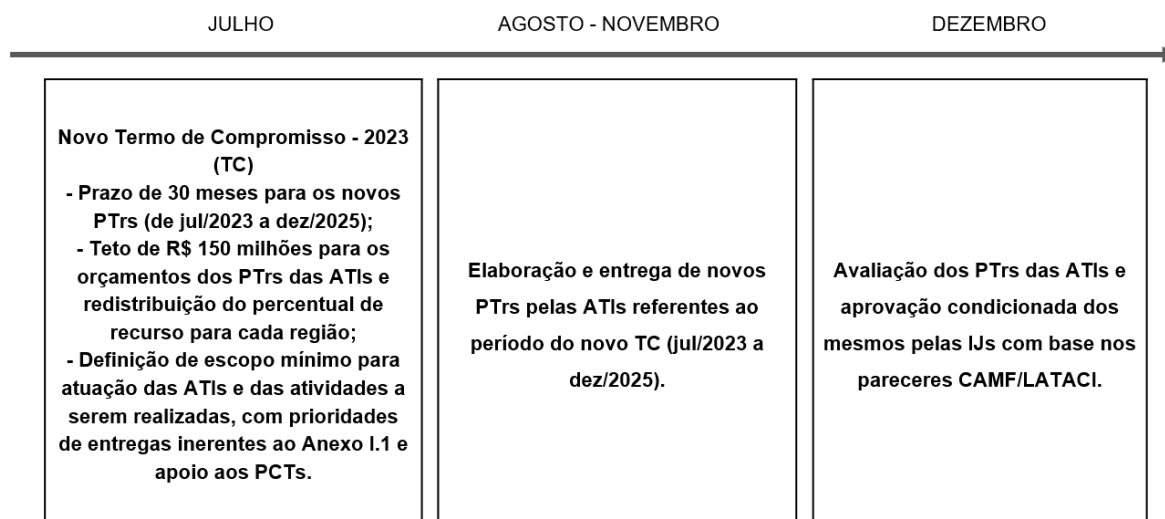 JULHO
AGOSTO - NOVEMBRO
DEZEMBRO
Novo Termo de Compromisso - 2023
(TC)
- Prazo de 30 meses para os novos
PTrs (de jul/2023 a dez/2025);
- Teto de R$ 150 milhões para os
orçamentos dos PTrs das ATIs e
redistribuição do percentual de
recurso para cada região;
- Definição de escopo mínimo para
atuação das ATIs e das atividades a
serem realizadas, com prioridades
de entregas inerentes ao Anexo I.1 e
apoio aos PCTs.
Elaboração e entrega de novos
PTrs pelas ATIs referentes ao
período do novo TC (jul/2023 a
dez/2025).
Avaliação dos PTrs das ATIs e
aprovação condicionada dos
mesmos pelas IJs com base nos
pareceres CAMF/LATACI.